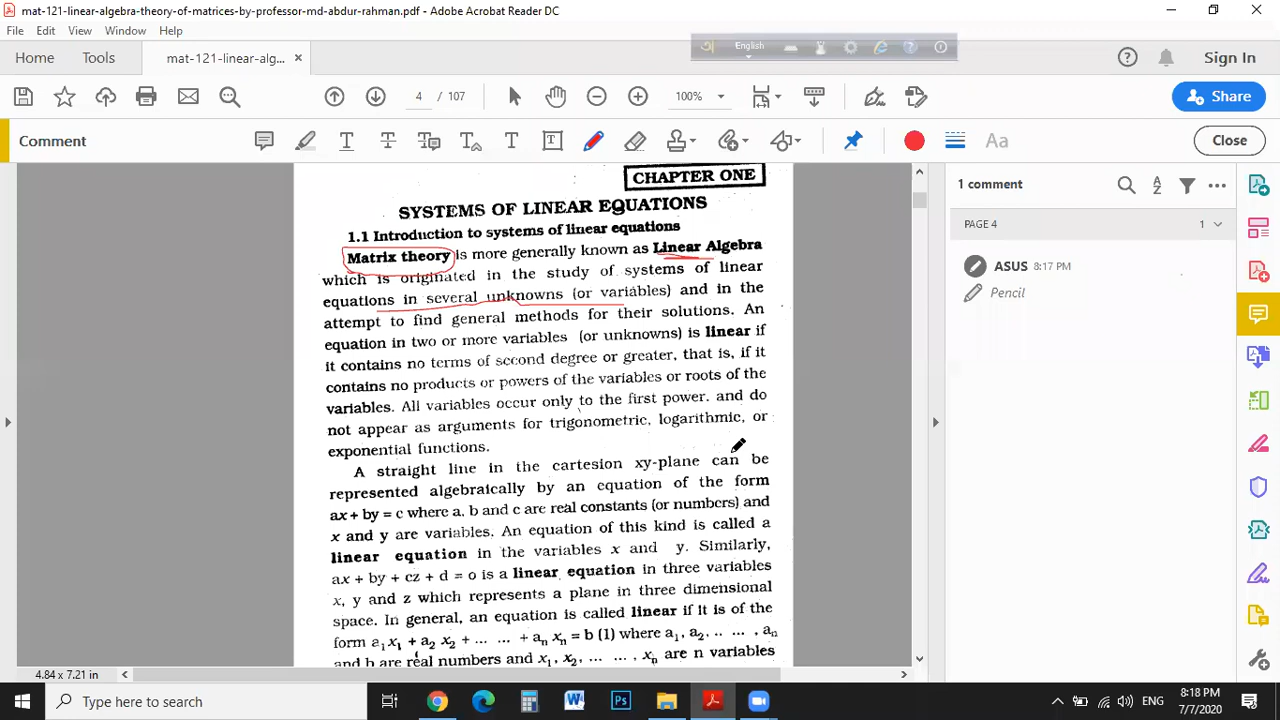 mat-121-linear-algebra-theory-of-matrices-by-professor-md-abdur-rahman.pdf - Adobe Acrobat Reader DC
File Edit View Window Help
English
Home Tools mat-121-linear-alg... Sign In
4 / 107 100% Share
Comment Close
1 comment
PAGE 4 1
ASUS 8:17 PM
Pencil
CHAPTER ONE
SYSTEMS OF LINEAR EQUATIONS
1.1 Introduction to systems of linear equations
Matrix theory is more generally known as Linear Algebra
which is originated in the study of systems of linear
equations in several unknowns (or variables) and in the
attempt to find general methods for their solutions. An
equation in two or more variables (or unknowns) is linear if
it contains no terms of second degree or greater, that is, if it
contains no products or powers of the variables or roots of the
variables. All variables occur only to the first power. and do
not appear as arguments for trigonometric, logarithmic, or
exponential functions.
A straight line in the cartesion xy-plane can be
represented algebraically by an equation of the form
ax + by = c where a, b and c are real constants (or numbers) and
x and y are variables. An equation of this kind is called a
linear equation in the variables x and y. Similarly,
ax + by + cz + d = o is a linear equation in three variables
x, y and z which represents a plane in three dimensional
space. In general, an equation is called linear if it is of the
form a₁x₁ + a₂ x₂ + ... ... + aₙ xₙ = b (1) where a₁, a₂, .. ... , aₙ
and b are real numbers and x₁, x₂, ... ... , xₙ are n variables
4.84 x 7.21 in
Type here to search
ENG 8:18 PM
7/7/2020